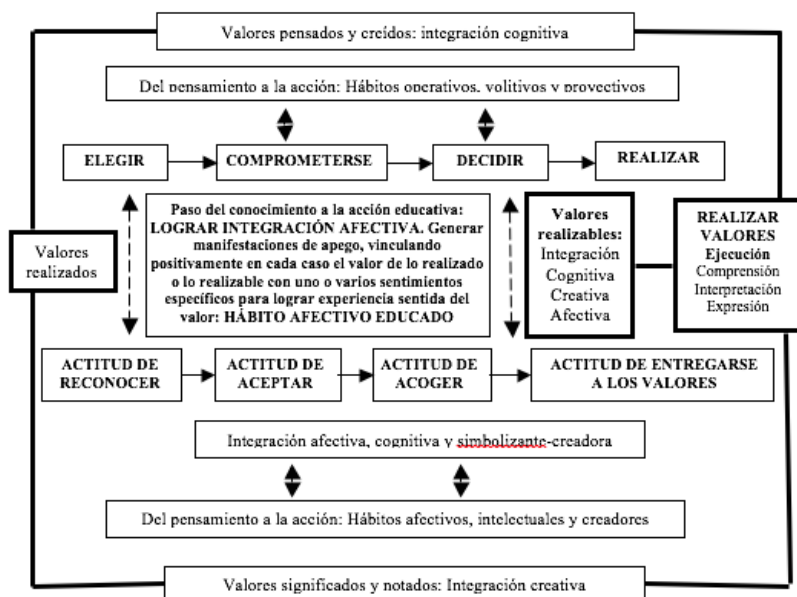 Valores pensados y creídos: integración cognitiva
Del pensamiento a la acción: Hábitos operativos, volitivos y proyectivos
ELEGIR
COMPROMETERSE
DECIDIR
REALIZAR
Valores
realizados
Paso del conocimiento a la acción educativa:
LOGRAR INTEGRACIÓN AFECTIVA. Generar
manifestaciones de apego, vinculando
positivamente en cada caso el valor de lo realizado
o lo realizable con uno o varios sentimientos
específicos para lograr experiencia sentida del
valor: HÁBITO AFECTIVO EDUCADO
Valores
realizables:
Integración
Cognitiva
Creativa
Afectiva
REALIZAR
VALORES
Ejecución
Comprensión
Interpretación
Expresión
ACTITUD DE
RECONOCER
ACTITUD DE
ACEPTAR
ACTITUD DE
ACOGER
ACTITUD DE ENTREGARSE
A LOS VALORES
Integración afectiva, cognitiva y simbolizante-creadora
Del pensamiento a la acción: Hábitos afectivos, intelectuales y creadores
Valores significados y notados: Integración creativa